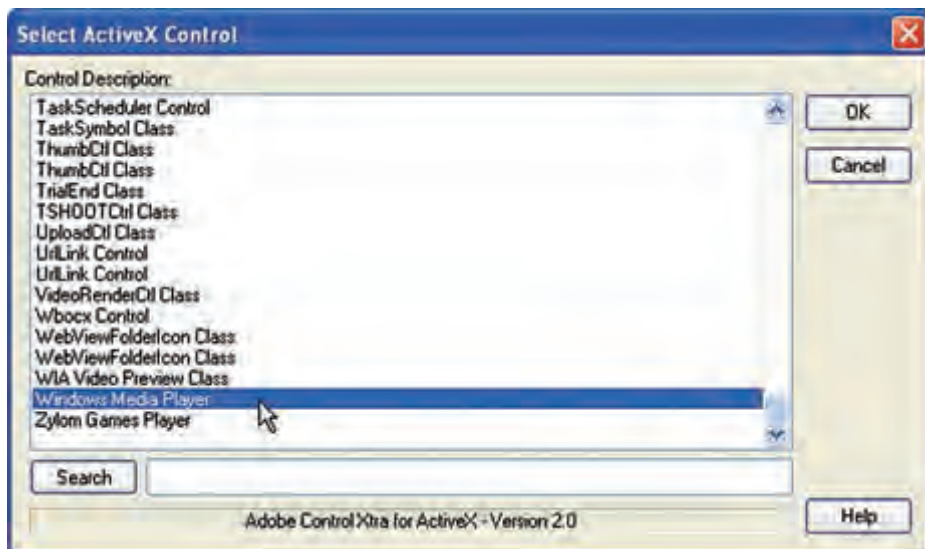 Select ActiveX Control
Control Description:
TaskScheduler Control
TaskSymbol Class
ThumbCtl Class
ThumbCtl Class
TrialEnd Class
TSHOOTCtrl Class
UploadCtl Class
UrlLink Control
UrlLink Control
VideoRenderCtl Class
Wbocx Control
WebViewFolderIcon Class
WebViewFolderIcon Class
WIA Video Preview Class
Windows Media Player
Zylom Games Player
OK
Cancel
Search
Adobe Control Xtra for ActiveX - Version 2.0
Help